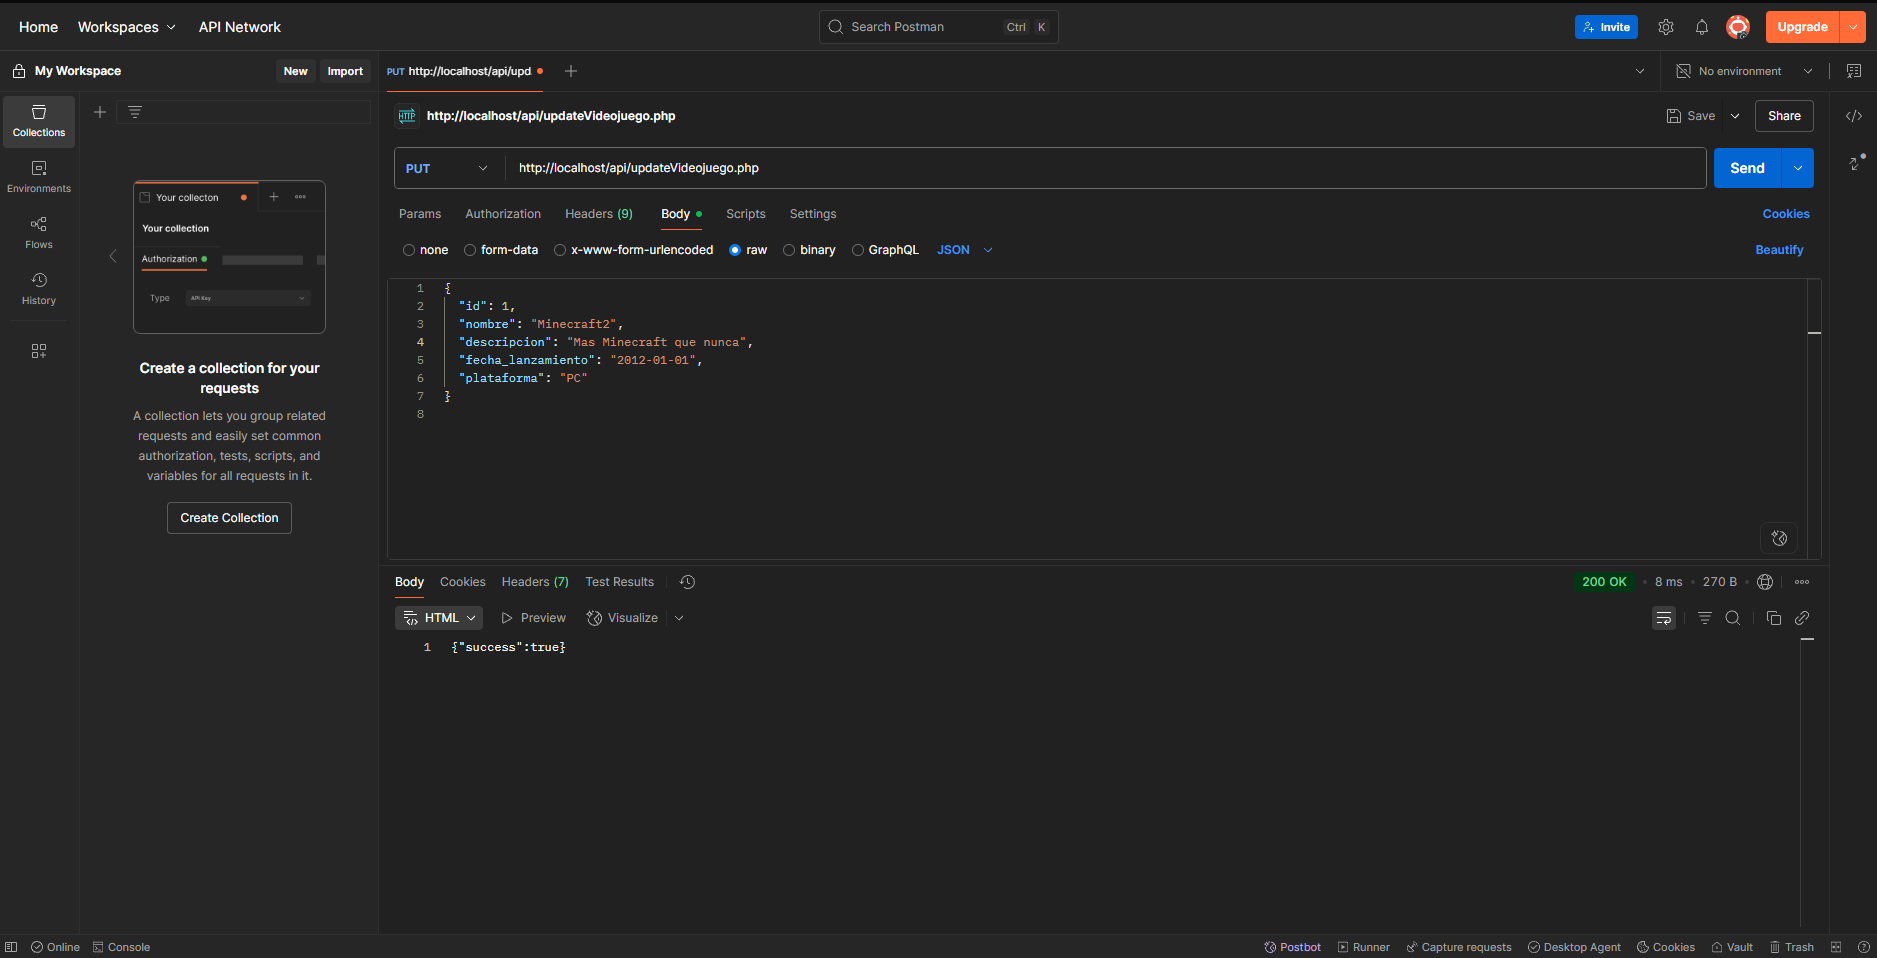 Home Workspaces API Network Search Postman Ctrl K Invite Upgrade
My Workspace New Import PUT http://localhost/api/upd No environment
Collections
Environments
Flows
History
Your collecton
Your collection
Authorization
Type API Key
Create a collection for your
requests
A collection lets you group related
requests and easily set common
authorization, tests, scripts, and
variables for all requests in it.
Create Collection
HTTP http://localhost/api/updateVideojuego.php Save Share
PUT http://localhost/api/updateVideojuego.php Send
Params Authorization Headers (9) Body Scripts Settings Cookies
none form-data x-www-form-urlencoded raw binary GraphQL JSON Beautify
1 {
2 "id": 1,
3 "nombre": "Minecraft2",
4 "descripcion": "Mas Minecraft que nunca",
5 "fecha_lanzamiento": "2012-01-01",
6 "plataforma": "PC"
7 }
8
Body Cookies Headers (7) Test Results 200 OK • 8 ms • 270 B •
HTML Preview Visualize
1 {"success":true}
Online Console Postbot Runner Capture requests Desktop Agent Cookies Vault Trash